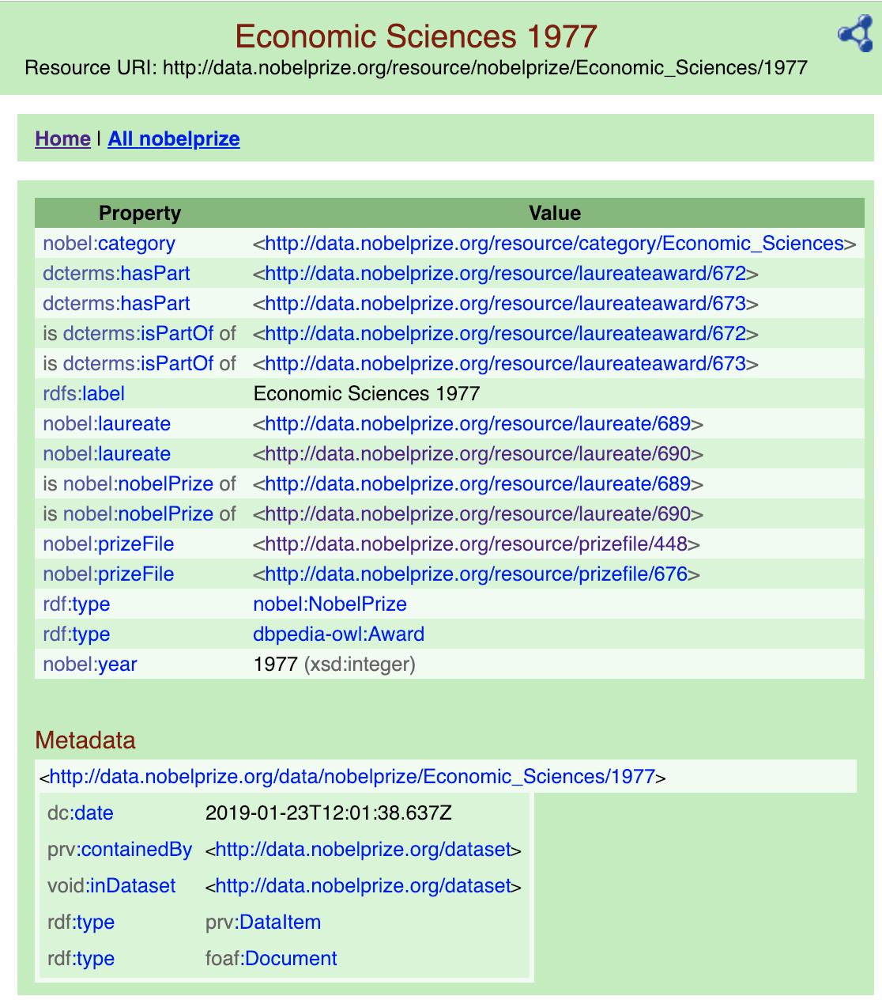 Economic Sciences 1977
Resource URI: http://data.nobelprize.org/resource/nobelprize/Economic_Sciences/1977
Home | All nobelprize
Property Value
nobel:category <http://data.nobelprize.org/resource/category/Economic_Sciences>
dcterms:hasPart <http://data.nobelprize.org/resource/laureateaward/672>
dcterms:hasPart <http://data.nobelprize.org/resource/laureateaward/673>
is dcterms:isPartOf of <http://data.nobelprize.org/resource/laureateaward/672>
is dcterms:isPartOf of <http://data.nobelprize.org/resource/laureateaward/673>
rdfs:label Economic Sciences 1977
nobel:laureate <http://data.nobelprize.org/resource/laureate/689>
nobel:laureate <http://data.nobelprize.org/resource/laureate/690>
is nobel:nobelPrize of <http://data.nobelprize.org/resource/laureate/689>
is nobel:nobelPrize of <http://data.nobelprize.org/resource/laureate/690>
nobel:prizeFile <http://data.nobelprize.org/resource/prizefile/448>
nobel:prizeFile <http://data.nobelprize.org/resource/prizefile/676>
rdf:type nobel:NobelPrize
rdf:type dbpedia-owl:Award
nobel:year 1977 (xsd:integer)
Metadata
<http://data.nobelprize.org/data/nobelprize/Economic_Sciences/1977>
dc:date 2019-01-23T12:01:38.637Z
prv:containedBy <http://data.nobelprize.org/dataset>
void:inDataset <http://data.nobelprize.org/dataset>
rdf:type prv:DataItem
rdf:type foaf:Document